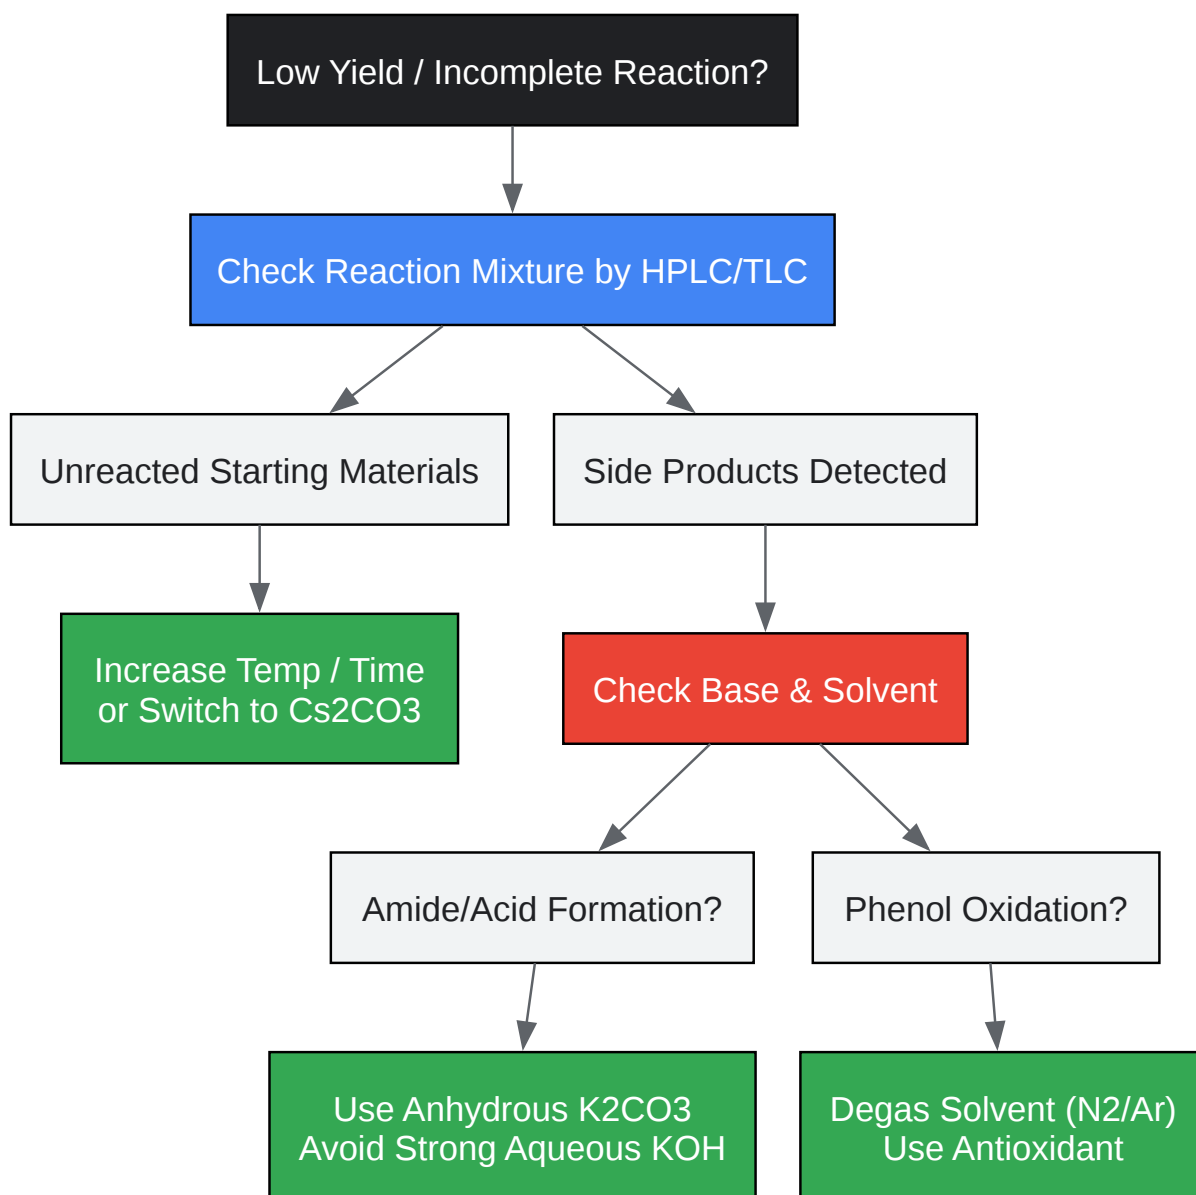 Low Yield / Incomplete Reaction?
Check Reaction Mixture by HPLC/TLC
Unreacted Starting Materials
Side Products Detected
Increase Temp / Time
or Switch to Cs2CO3
Check Base & Solvent
Amide/Acid Formation?
Phenol Oxidation?
Use Anhydrous K2CO3
Avoid Strong Aqueous KOH
Degas Solvent (N2/Ar)
Use Antioxidant